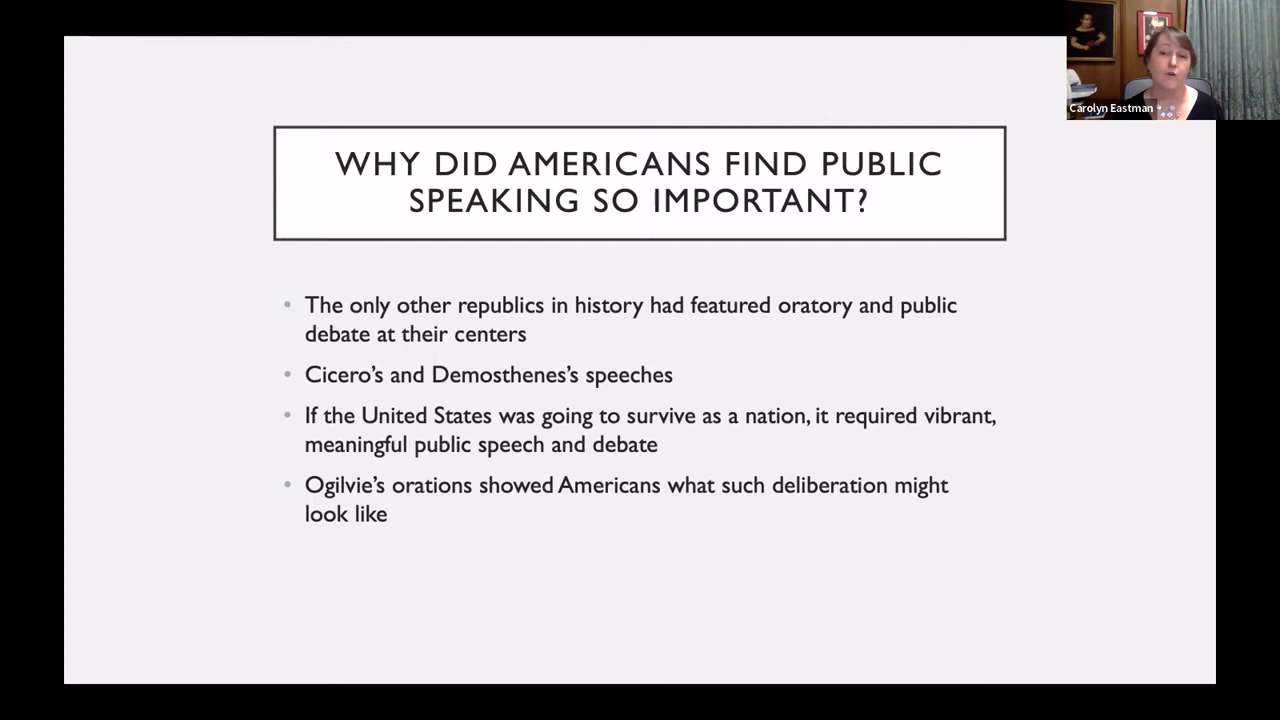 Carolyn Eastman
WHY DID AMERICANS FIND PUBLIC
SPEAKING SO IMPORTANT?
• The only other republics in history had featured oratory and public
debate at their centers
• Cicero’s and Demosthenes’s speeches
• If the United States was going to survive as a nation, it required vibrant,
meaningful public speech and debate
• Ogilvie’s orations showed Americans what such deliberation might
look like